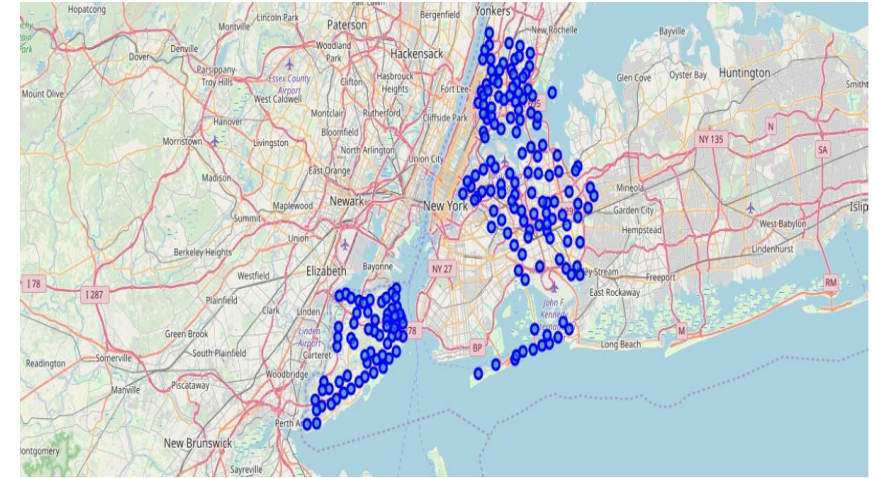 Hopatcong
Lincoln Park
Bergenfield
Yonkers
Montville
Paterson
New Rochelle
Bayville
Denville
Woodland
Park
Hackensack
Dover
Parsippany-
Troy Hills
Essex County
Airport
Clifton
Hasbrouck
Heights
Fort Lee
Glen Cove
Oyster Bay
Huntington
Mount Olive
West Caldwell
Hanover
Montclair
Rutherford
Cliffside Park
Bloomfield
Morristown
Livingston
North Arlington
Union City
NY 135
N
SA
East Orange
Madison
Maplewood
Newark
New York
Mineola
Garden City
Summit
Hempstead
West Babylon
Islip
Union
Lindenhurst
Berkeley Heights
Elizabeth
Bayonne
NY 27
Freeport
I 78
I 287
Westfield
East Rockaway
RM
Plainfield
Clark
Linden
John F
Linden
Airport
78
Green Brook
Carteret
BP
Long Beach
M
South Plainfield
Somerville
Readington
Woodbridge
Piscataway
Manville
New Brunswick
Sayreville